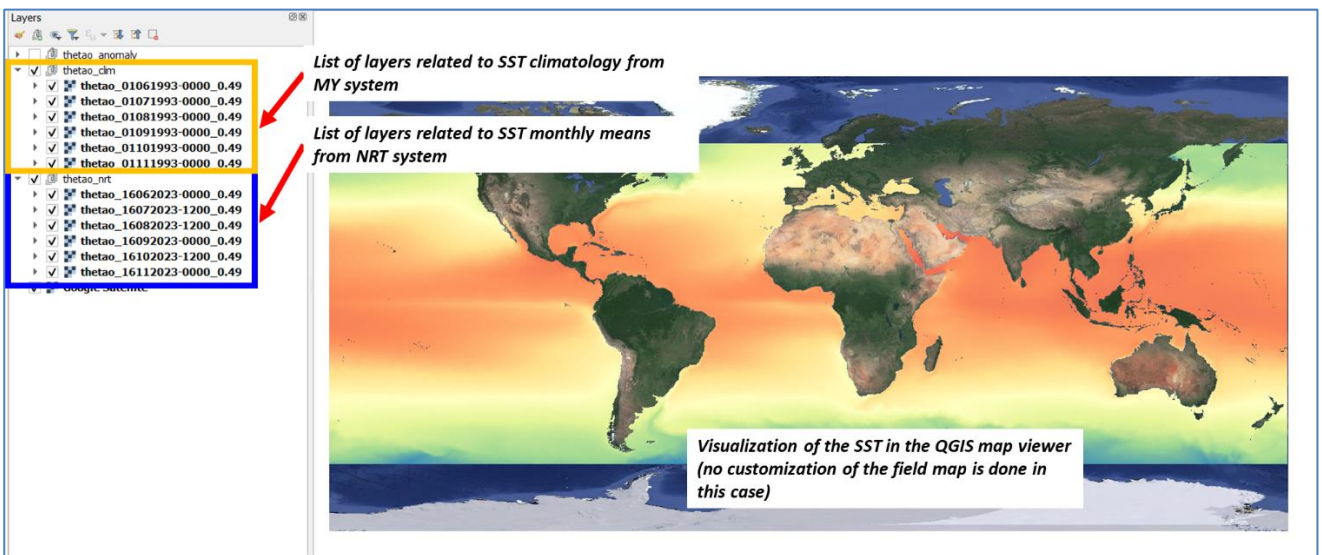 Layers
thetao_anomaly
thetao_clim
thetao_01061993-0000_0.49
thetao_01071993-0000_0.49
thetao_01081993-0000_0.49
thetao_01091993-0000_0.49
thetao_01101993-0000_0.49
thetao_01111993-0000_0.49
thetao_nrt
thetao_16062023-0000_0.49
thetao_16072023-1200_0.49
thetao_16082023-1200_0.49
thetao_16092023-0000_0.49
thetao_16102023-1200_0.49
thetao_16112023-0000_0.49
Google Satellite
List of layers related to SST climatology from
MY system
List of layers related to SST monthly means
from NRT system
Visualization of the SST in the QGIS map viewer
(no customization of the field map is done in
this case)